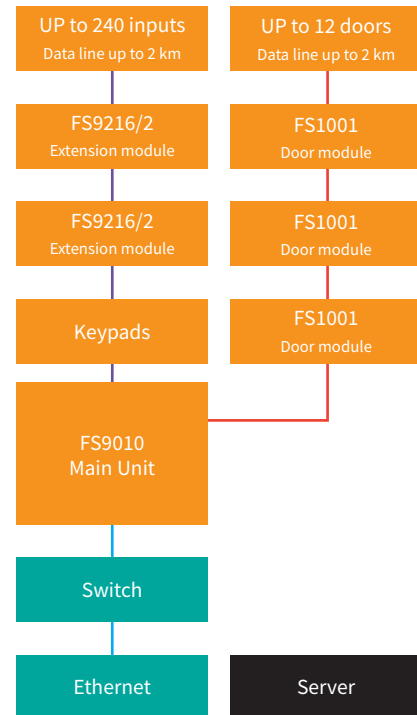 UP to 240 inputs
Data line up to 2 km
FS9216/2
Extension module
FS9216/2
Extension module
Keypads
FS9010
Main Unit
Switch
Ethernet
UP to 12 doors
Data line up to 2 km
FS1001
Door module
FS1001
Door module
FS1001
Door module
Server